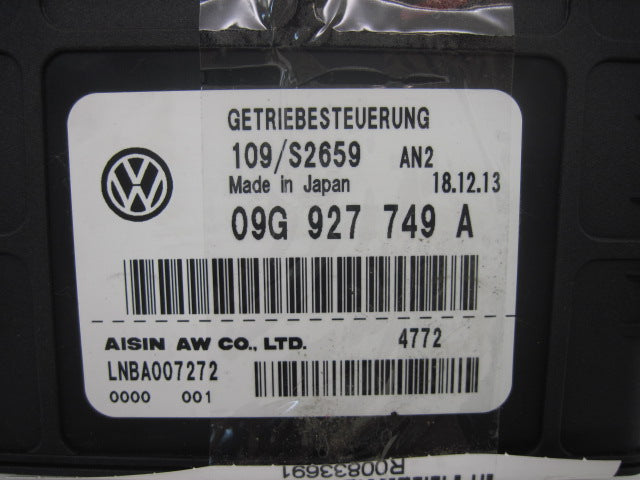 GETRIEBESTEUERUNG
109/S2659 AN2
Made in Japan 18.12.13
09G 927 749 A
AISIN AW CO., LTD. 4772
LNBA007272
0000 001
R00833691